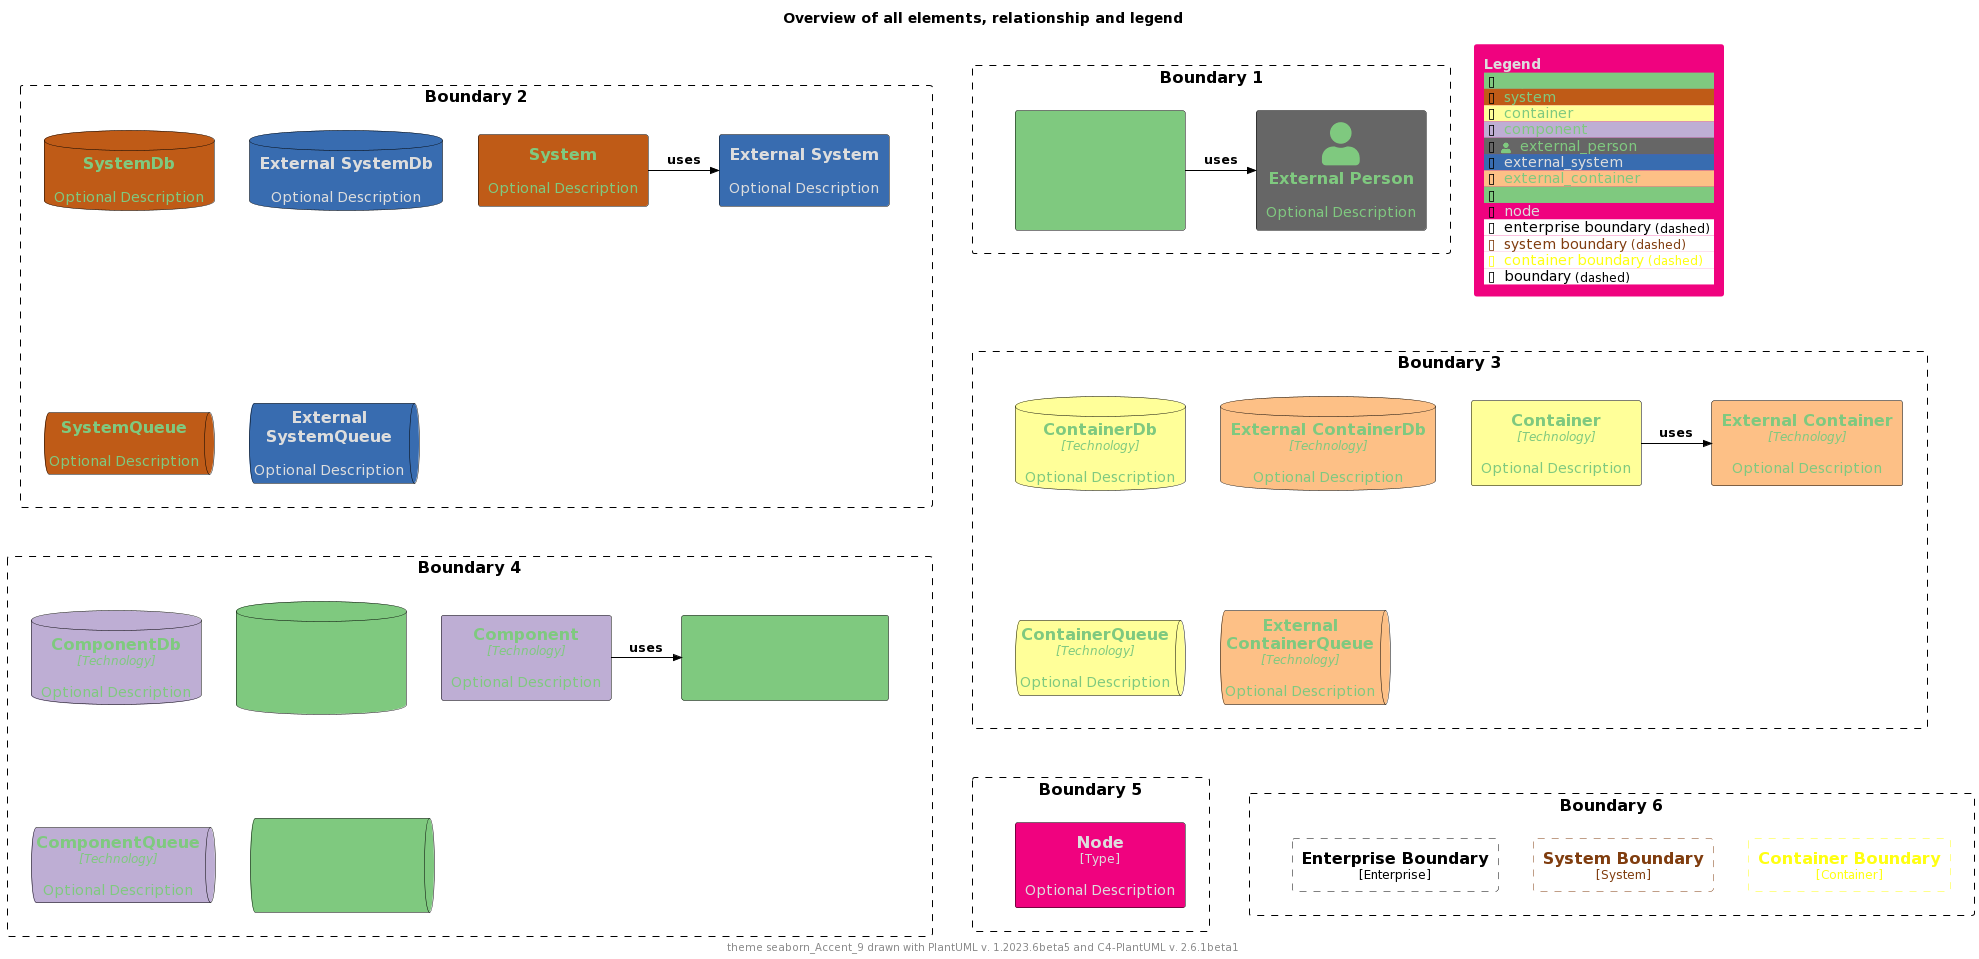 Overview of all elements, relationship and legend
Boundary 2
SystemDb
Optional Description
External SystemDb
Optional Description
System
Optional Description
uses
External System
Optional Description
SystemQueue
Optional Description
External
SystemQueue
Optional Description
Boundary 1
uses
External Person
Optional Description
Legend
system
container
component
external_person
external_system
external_container
node
enterprise boundary (dashed)
system boundary (dashed)
container boundary (dashed)
boundary (dashed)
Boundary 3
ContainerDb
[Technology]
Optional Description
External ContainerDb
[Technology]
Optional Description
Container
[Technology]
Optional Description
uses
External Container
[Technology]
Optional Description
ContainerQueue
[Technology]
Optional Description
External
ContainerQueue
[Technology]
Optional Description
Boundary 4
ComponentDb
[Technology]
Optional Description
Component
[Technology]
Optional Description
uses
ComponentQueue
[Technology]
Optional Description
Boundary 5
Node
[Type]
Optional Description
Boundary 6
Enterprise Boundary
[Enterprise]
System Boundary
[System]
Container Boundary
[Container]
theme seaborn_Accent_9 drawn with PlantUML v. 1.2023.6beta5 and C4-PlantUML v. 2.6.1beta1